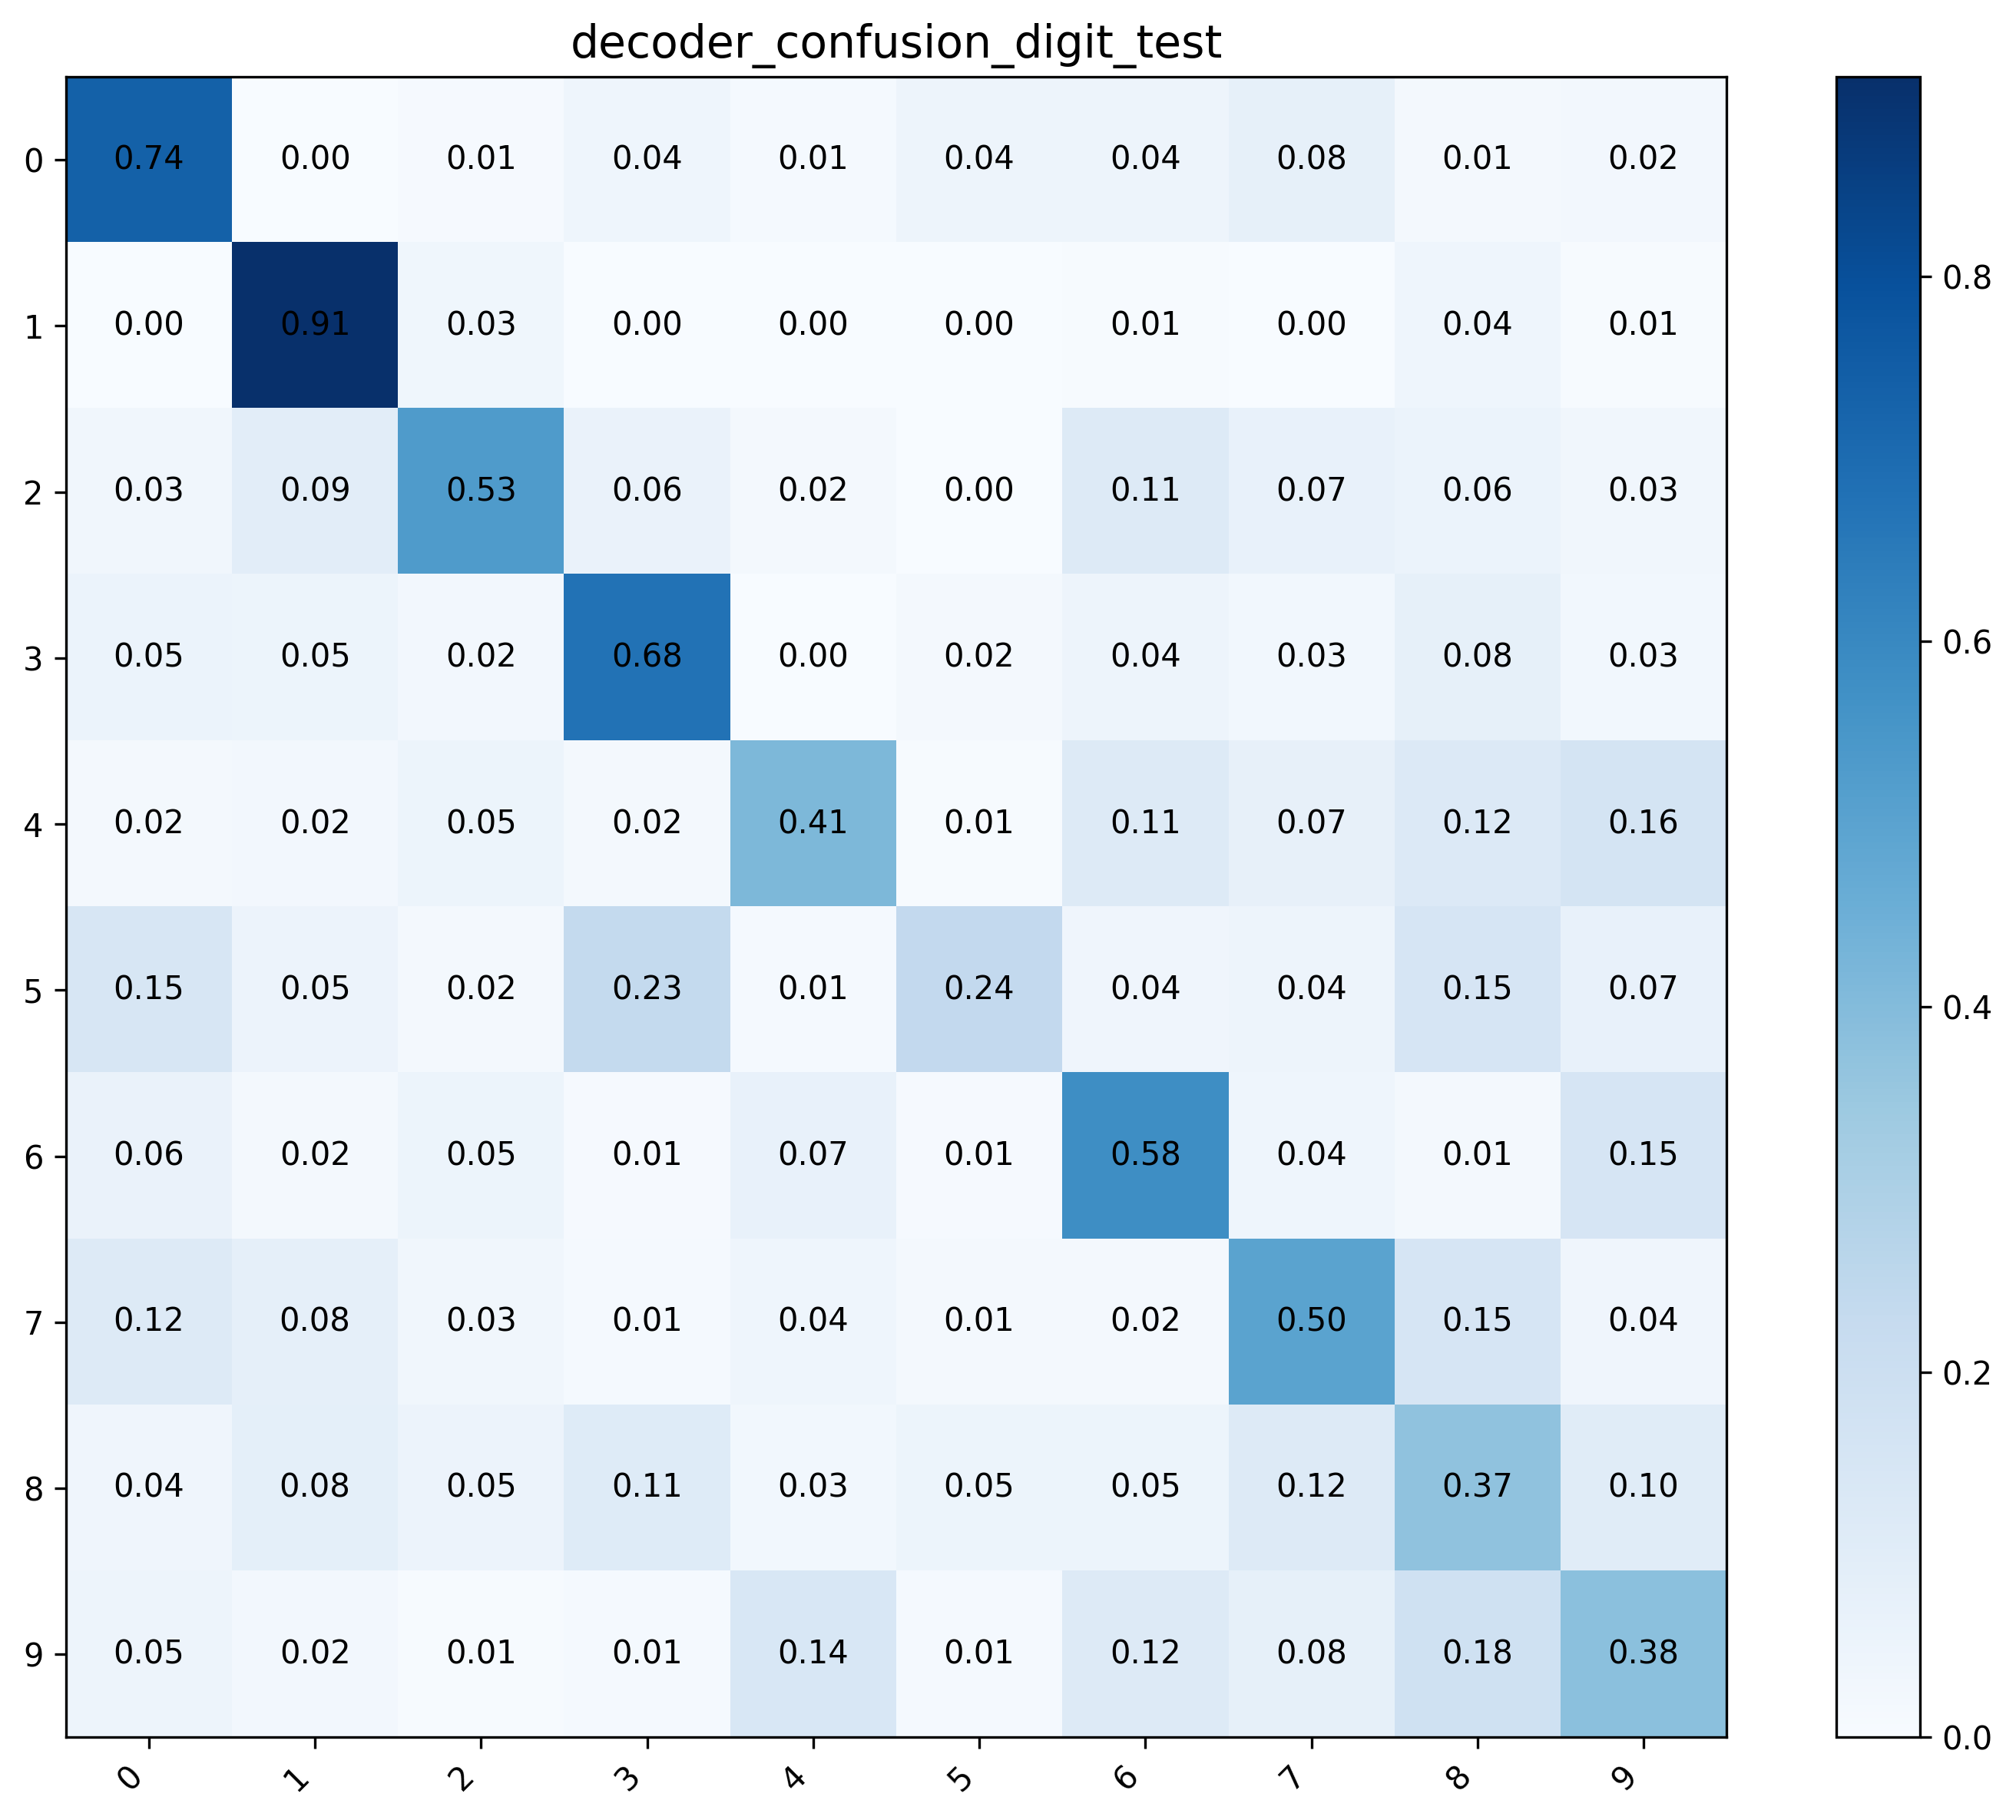 decoder_confusion_digit_test
0 0.74 0.00 0.01 0.04 0.01 0.04 0.04 0.08 0.01 0.02
1 0.00 0.91 0.03 0.00 0.00 0.00 0.01 0.00 0.04 0.01
2 0.03 0.09 0.53 0.06 0.02 0.00 0.11 0.07 0.06 0.03
3 0.05 0.05 0.02 0.68 0.00 0.02 0.04 0.03 0.08 0.03
4 0.02 0.02 0.05 0.02 0.41 0.01 0.11 0.07 0.12 0.16
5 0.15 0.05 0.02 0.23 0.01 0.24 0.04 0.04 0.15 0.07
6 0.06 0.02 0.05 0.01 0.07 0.01 0.58 0.04 0.01 0.15
7 0.12 0.08 0.03 0.01 0.04 0.01 0.02 0.50 0.15 0.04
8 0.04 0.08 0.05 0.11 0.03 0.05 0.05 0.12 0.37 0.10
9 0.05 0.02 0.01 0.01 0.14 0.01 0.12 0.08 0.18 0.38
0 1 2 3 4 5 6 7 8 9
0.8
0.6
0.4
0.2
0.0